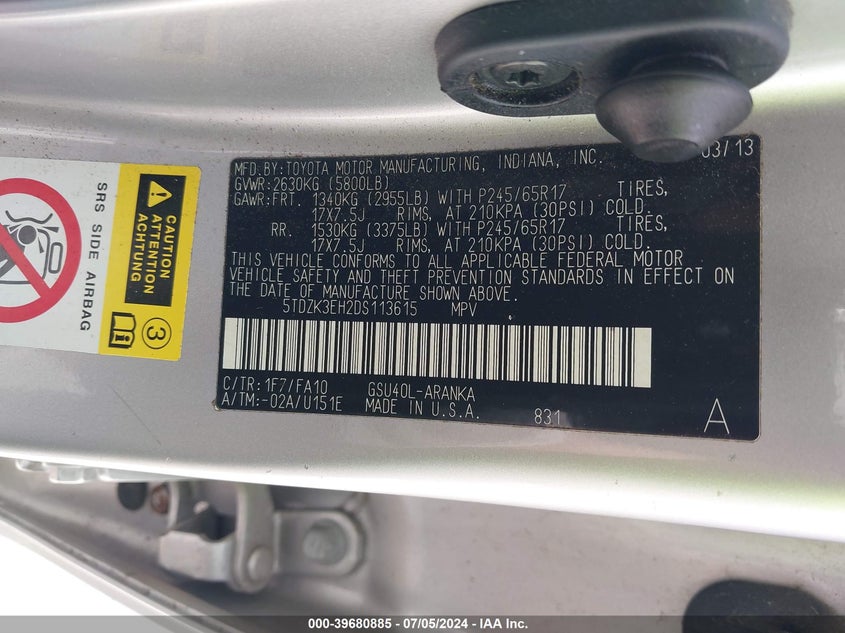 MFD.BY:TOYOTA MOTOR MANUFACTURING, INDIANA, INC. 03/13
GVWR:2630KG (5800LB)
GAWR:FRT. 1340KG (2955LB) WITH P245/65R17 TIRES,
17X7.5J RIMS, AT 210KPA (30PSI) COLD.
RR. 1530KG (3375LB) WITH P245/65R17 TIRES,
17X7.5J RIMS, AT 210KPA (30PSI) COLD.
THIS VEHICLE CONFORMS TO ALL APPLICABLE FEDERAL MOTOR
VEHICLE SAFETY AND THEFT PREVENTION STANDARDS IN EFFECT ON
THE DATE OF MANUFACTURE SHOWN ABOVE.
5TDZK3EH2DS113615 MPV
C/TR:1F7/FA10 GSU40L-ARANKA
A/TM:-02A/U151E MADE IN U.S.A. 831 A
SRS SIDE AIRBAG
CAUTION
ATTENTION
ACHTUNG
3
000-39680885 / 07/05/2024 - IAA Inc.